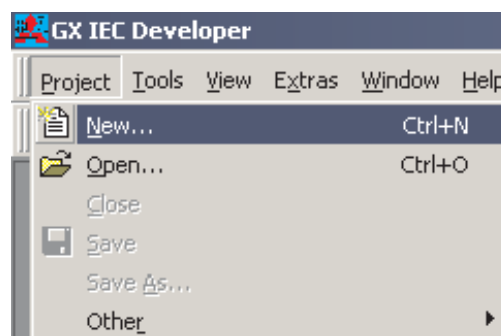 GX IEC Developer
Project Tools View Extras Window Help
New... Ctrl+N
Open... Ctrl+O
Close
Save
Save As...
Other